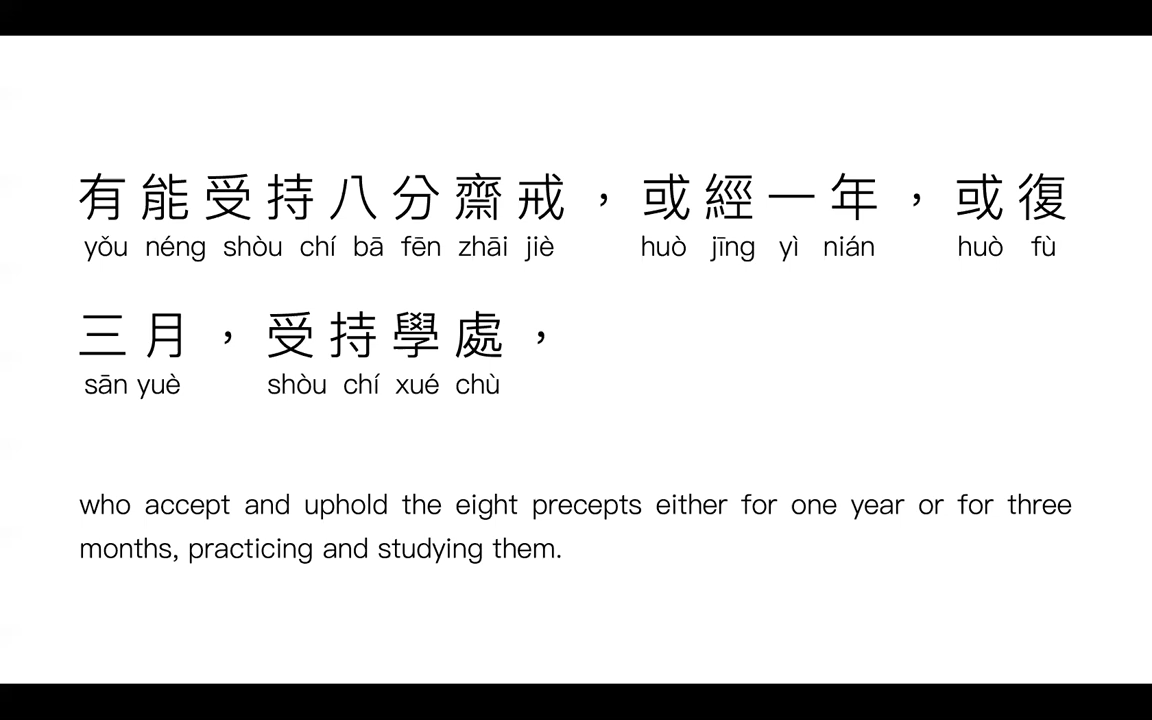 有能受持八分齋戒，或經一年，或復
yǒu néng shòu chí bā fēn zhāi jiè huò jīng yì nián huò fù
三月，受持學處，
sān yuè shòu chí xué chù
who accept and uphold the eight precepts either for one year or for three
months, practicing and studying them.